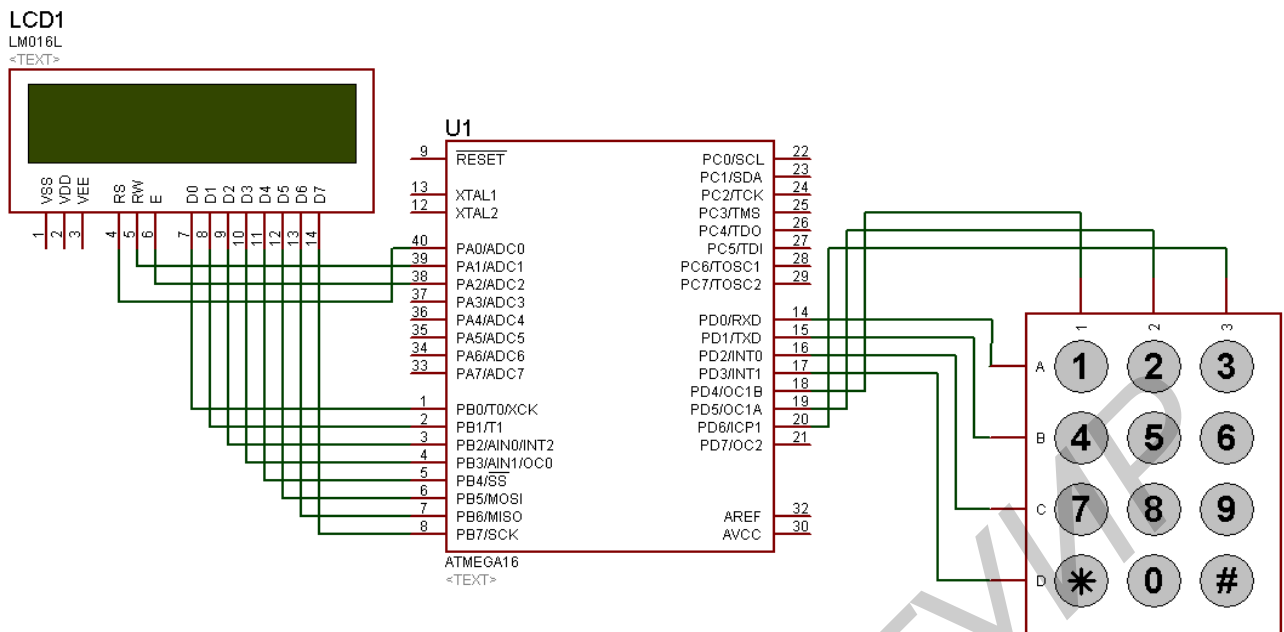 LCD1
LM016L
<TEXT>
VSS
VDD
VEE
RS
RW
E
D0
D1
D2
D3
D4
D5
D6
D7
1
2
3
4
5
6
7
8
9
10
11
12
13
14
U1
9 RESET
13 XTAL1
12 XTAL2
40 PA0/ADC0
39 PA1/ADC1
38 PA2/ADC2
37 PA3/ADC3
36 PA4/ADC4
35 PA5/ADC5
34 PA6/ADC6
33 PA7/ADC7
1 PB0/T0/XCK
2 PB1/T1
3 PB2/AIN0/INT2
4 PB3/AIN1/OC0
5 PB4/SS
6 PB5/MOSI
7 PB6/MISO
8 PB7/SCK
PC0/SCL 22
PC1/SDA 23
PC2/TCK 24
PC3/TMS 25
PC4/TDO 26
PC5/TDI 27
PC6/TOSC1 28
PC7/TOSC2 29
PD0/RXD 14
PD1/TXD 15
PD2/INT0 16
PD3/INT1 17
PD4/OC1B 18
PD5/OC1A 19
PD6/ICP1 20
PD7/OC2 21
AREF 32
AVCC 30
ATMEGA16
<TEXT>
1 2 3
A 1 2 3
B 4 5 6
C 7 8 9
D * 0 #